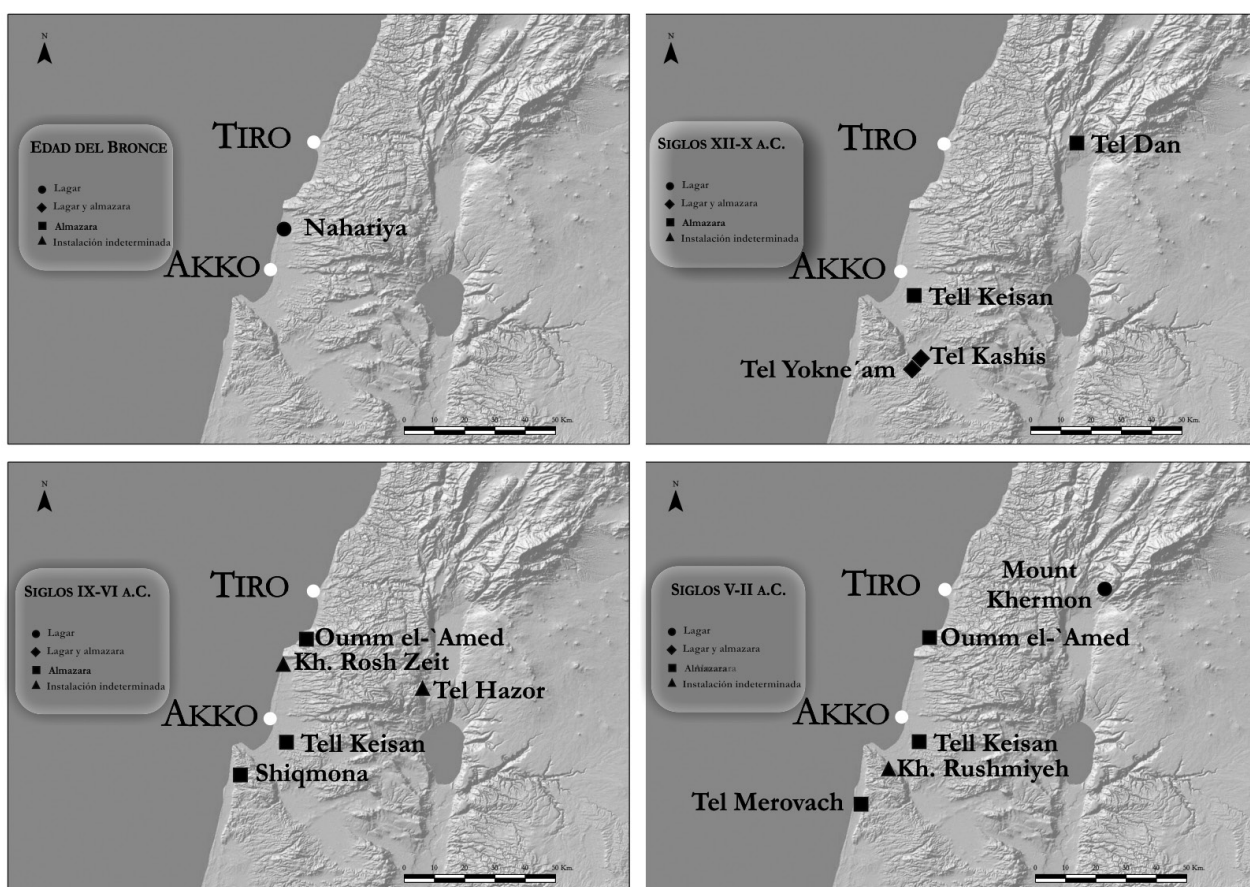 N
EDAD DEL BRONCE
Lagar
Lagar y almazara
Almazara
Instalación indeterminada
TIRO
Nahariya
AKKO
0 10 20 30 40 50 Km.
N
SIGLOS XII-X A.C.
Lagar
Lagar y almazara
Almazara
Instalación indeterminada
TIRO
Tel Dan
AKKO
Tell Keisan
Tel Kashis
Tel Yokne´am
0 10 20 30 40 50 Km.
N
SIGLOS IX-VI A.C.
Lagar
Lagar y almazara
Almazara
Instalación indeterminada
TIRO
Oumm el-`Amed
Kh. Rosh Zeit
Tel Hazor
AKKO
Tell Keisan
Shiqmona
0 10 20 30 40 50 Km.
N
SIGLOS V-II A.C.
Lagar
Lagar y almazara
Almazara
Instalación indeterminada
TIRO
Mount
Khermon
Oumm el-`Amed
AKKO
Tell Keisan
Kh. Rushmiyeh
Tel Merovach
0 10 20 30 40 50 Km.